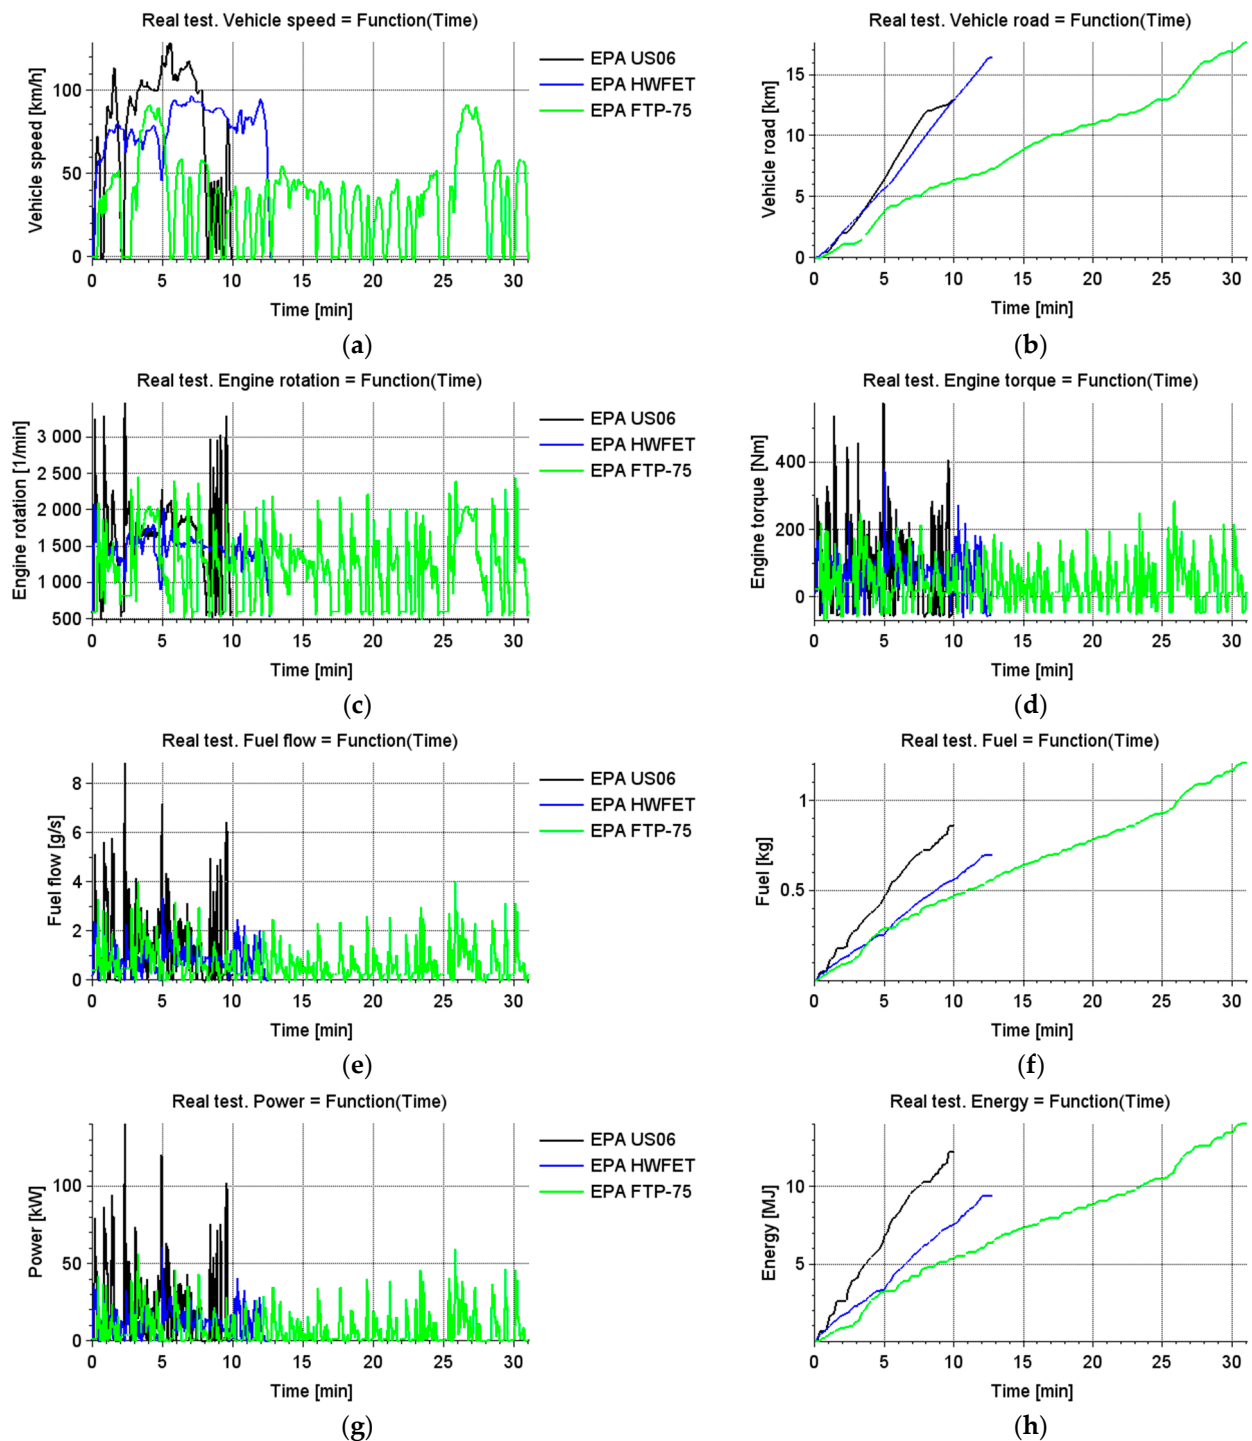 Real test. Vehicle speed = Function(Time)
Vehicle speed [km/h]
100
50
0
0 5 10 15 20 25 30
Time [min]
EPA US06
EPA HWFET
EPA FTP-75
(a)
Real test. Vehicle road = Function(Time)
Vehicle road [km]
15
10
5
0
0 5 10 15 20 25 30
Time [min]
(b)
Real test. Engine rotation = Function(Time)
Engine rotation [1/min]
3 000
2 500
2 000
1 500
1 000
500
0 5 10 15 20 25 30
Time [min]
EPA US06
EPA HWFET
EPA FTP-75
(c)
Real test. Engine torque = Function(Time)
Engine torque [Nm]
400
200
0
0 5 10 15 20 25 30
Time [min]
(d)
Real test. Fuel flow = Function(Time)
Fuel flow [g/s]
8
6
4
2
0
0 5 10 15 20 25 30
Time [min]
EPA US06
EPA HWFET
EPA FTP-75
(e)
Real test. Fuel = Function(Time)
Fuel [kg]
1
0.5
0 5 10 15 20 25 30
Time [min]
(f)
Real test. Power = Function(Time)
Power [kW]
100
50
0
0 5 10 15 20 25 30
Time [min]
EPA US06
EPA HWFET
EPA FTP-75
(g)
Real test. Energy = Function(Time)
Energy [MJ]
10
5
0 5 10 15 20 25 30
Time [min]
(h)